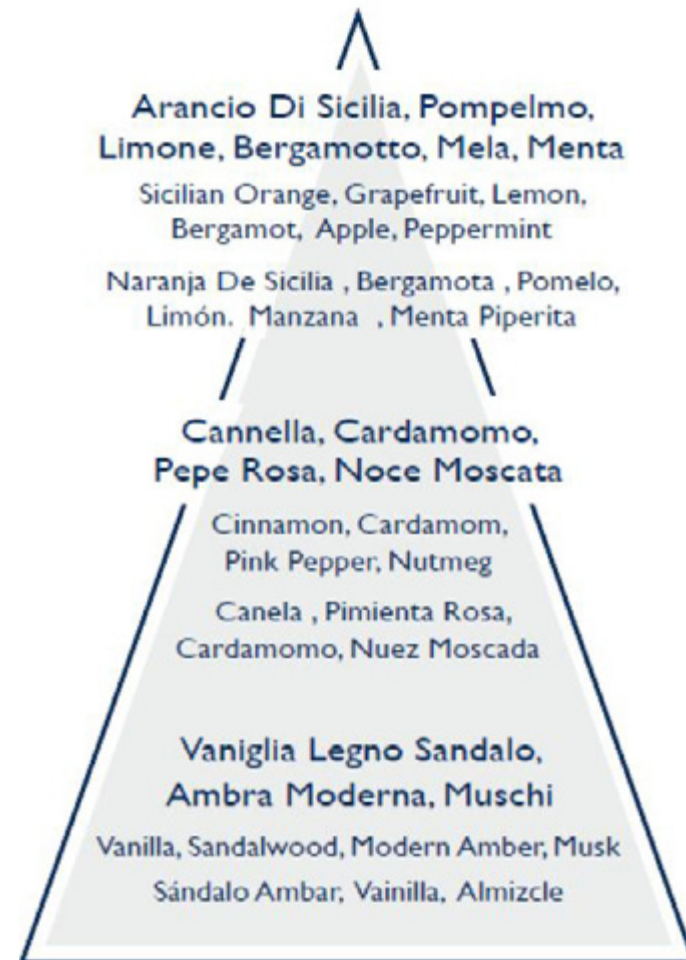 Arancio Di Sicilia, Pompelmo,
Limone, Bergamotto, Mela, Menta
Sicilian Orange, Grapefruit, Lemon,
Bergamot, Apple, Peppermint
Naranja De Sicilia , Bergamota , Pomelo,
Limón. Manzana , Menta Piperita
Cannella, Cardamomo,
Pepe Rosa, Noce Moscata
Cinnamon, Cardamom,
Pink Pepper, Nutmeg
Canela , Pimienta Rosa,
Cardamomo, Nuez Moscada
Vaniglia Legno Sandalo,
Ambra Moderna, Muschi
Vanilla, Sandalwood, Modern Amber, Musk
Sándalo Ambar, Vainilla, Almizcle